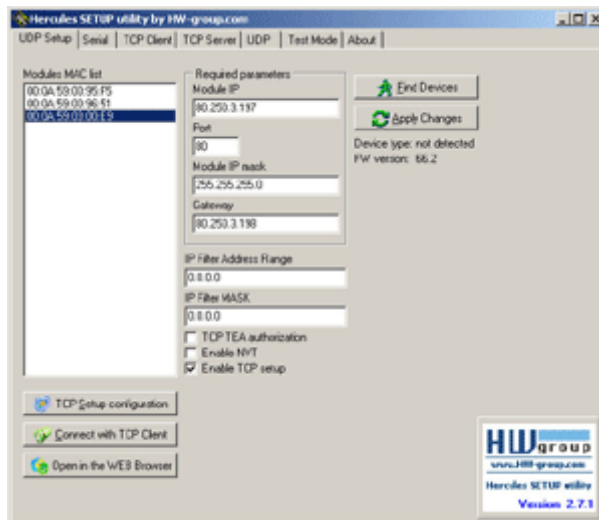 Hercules SETUP utility by HW-group.com
UDP Setup Serial TCP Client TCP Server UDP Test Mode About
Modules MAC list
00:0A:59:00:95:F5
00:0A:59:00:96:51
00:0A:59:03:00:E9
Required parameters
Module IP
80.250.3.197
Port
80
Module IP mask
255.255.255.0
Gateway
80.250.3.198
IP Filter Address Range
0.0.0.0
IP Filter MASK
0.0.0.0
TCP TEA authorization
Enable NVT
Enable TCP setup
Find Devices
Apply Changes
Device type: not detected
FW version: 66.2
TCP Setup configuration
Connect with TCP Client
Open in the WEB Browser
HW group
www.HW-group.com
Hercules SETUP utility
Version 2.7.1